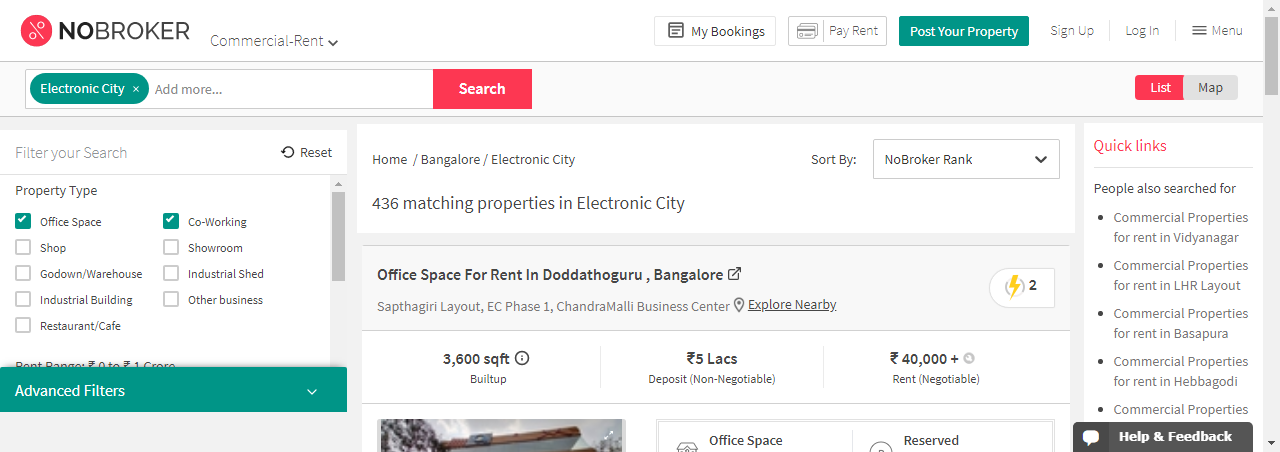 NOBROKER
Commercial-Rent
My Bookings
Pay Rent
Post Your Property
Sign Up
Log In
Menu
Electronic City ×
Add more...
Search
List
Map
Filter your Search
Reset
Property Type
Office Space
Co-Working
Shop
Showroom
Godown/Warehouse
Industrial Shed
Industrial Building
Other business
Restaurant/Cafe
Rent Range: ₹ 0 to ₹ 1 Crore
Advanced Filters
Home / Bangalore / Electronic City
Sort By:
NoBroker Rank
436 matching properties in Electronic City
Office Space For Rent In Doddathoguru , Bangalore
Sapthagiri Layout, EC Phase 1, ChandraMalli Business Center
Explore Nearby
2
3,600 sqft
Builtup
₹5 Lacs
Deposit (Non-Negotiable)
₹ 40,000 +
Rent (Negotiable)
Office Space
Reserved
Quick links
People also searched for
Commercial Properties
for rent in Vidyanagar
Commercial Properties
for rent in LHR Layout
Commercial Properties
for rent in Basapura
Commercial Properties
for rent in Hebbagodi
Commercial Properties
Help & Feedback